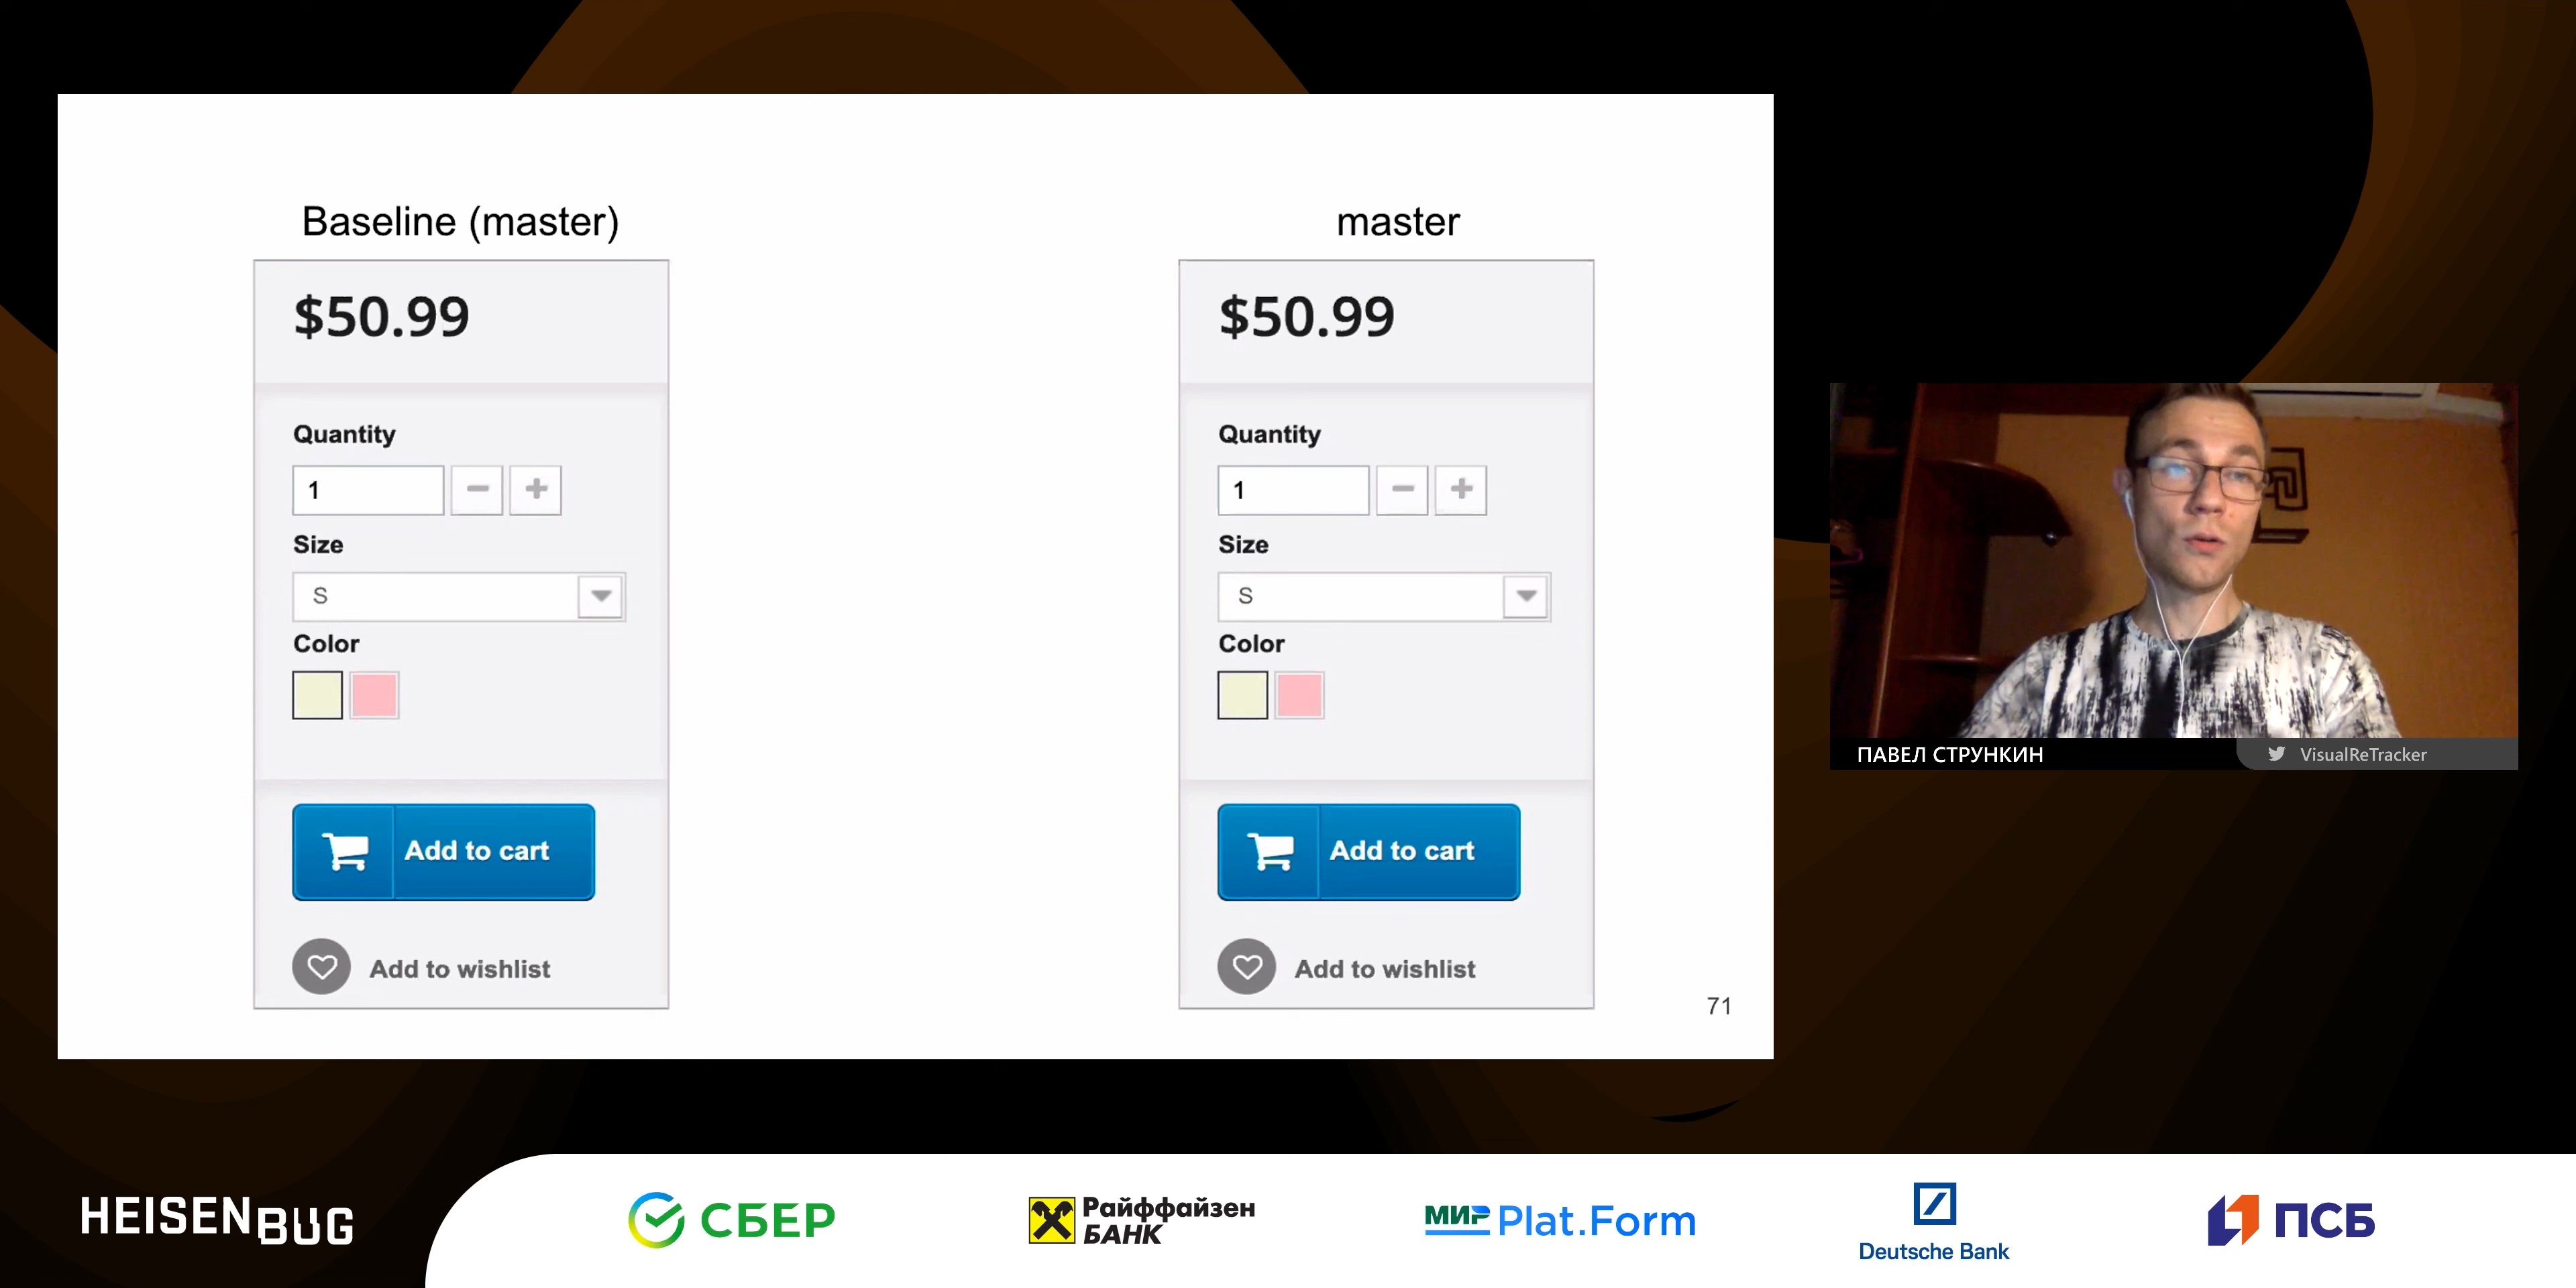 Baseline (master)
$50.99
Quantity
1
Size
S
Color
Add to cart
Add to wishlist
master
$50.99
Quantity
1
Size
S
Color
Add to cart
Add to wishlist
71
ПАВЕЛ СТРУНКИН
VisualReTracker
HEISENBUG
СБЕР
Райффайзен
БАНК
МИР Plat.Form
Deutsche Bank
ПСБ